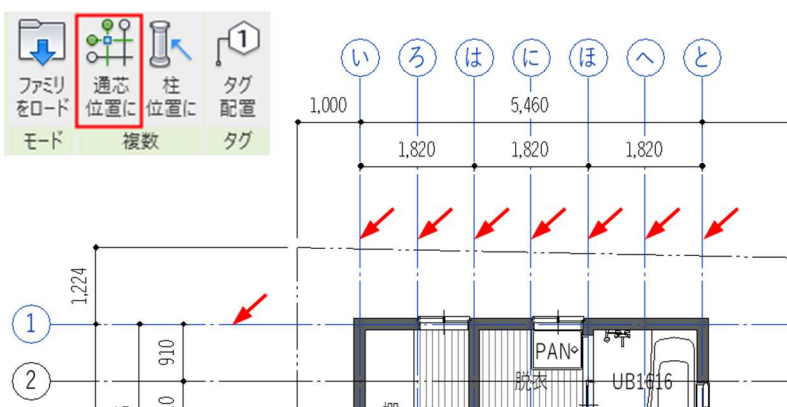 ファミリ
をロード
通芯
位置に
柱
位置に
タグ
配置
モード
複数
タグ
1
い
ろ
は
に
ほ
へ
と
1,000
5,460
1,820
1,820
1,820
1,224
1
910
2
PAN
脱衣
UB1616